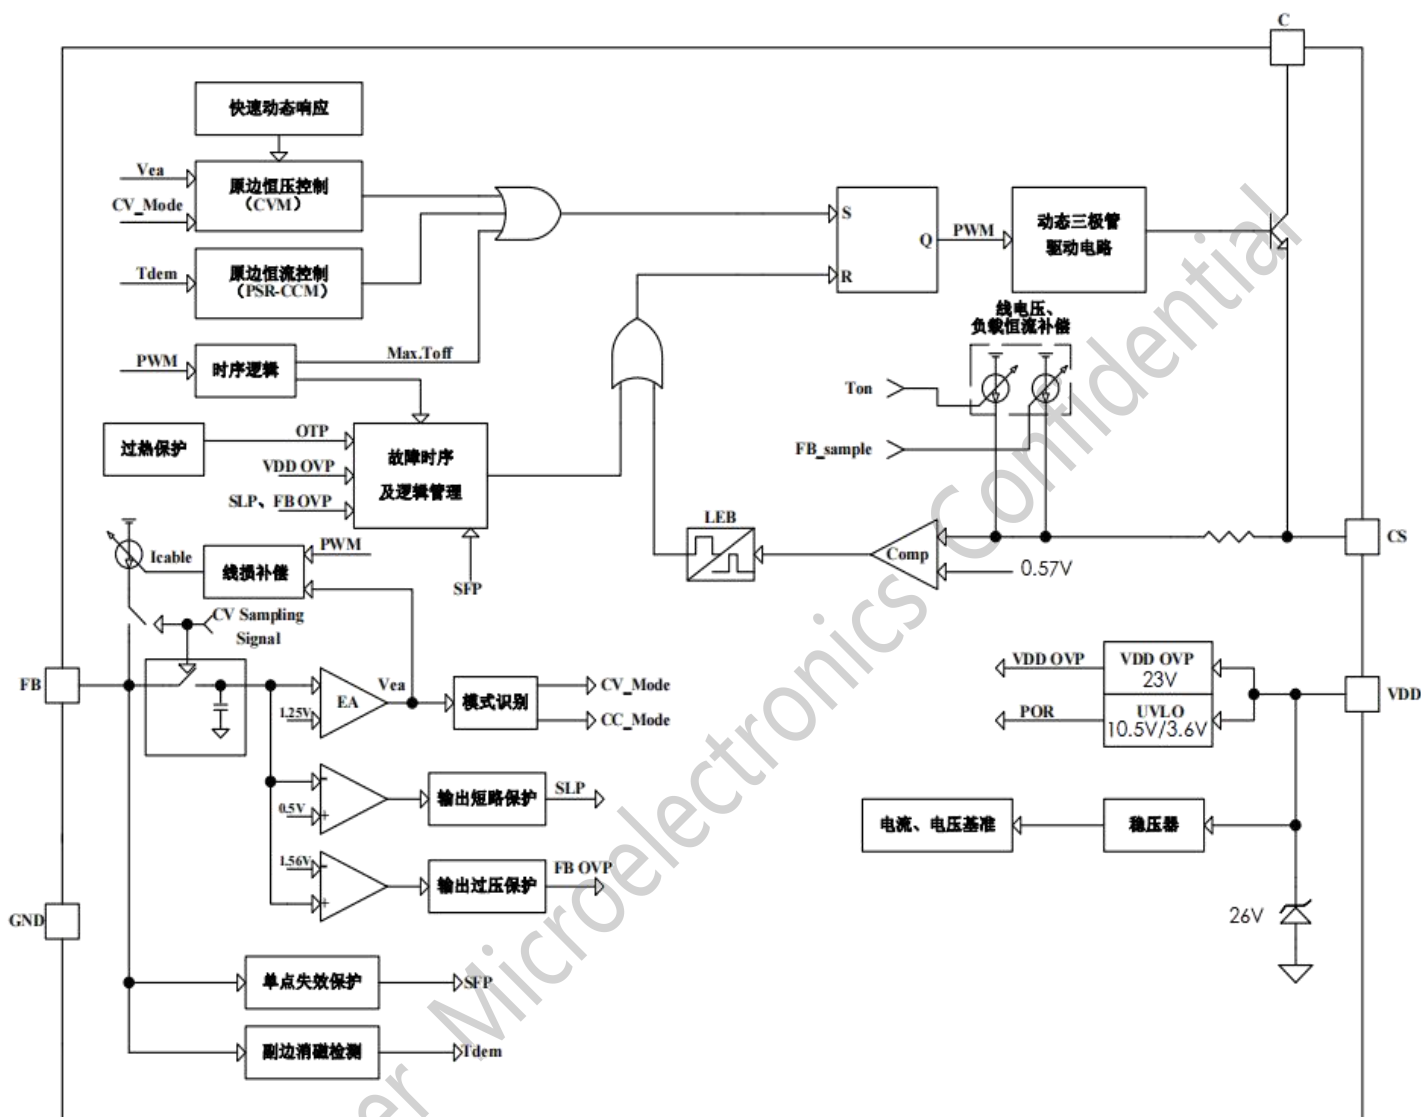 C
快速动态响应
Vea
CV_Mode
原边恒压控制
（CVM）
Tdem
原边恒流控制
（PSR-CCM）
S
R
Q
PWM
动态三极管
驱动电路
线电压、
负载恒流补偿
PWM
时序逻辑
Max.Toff
Ton
FB_sample
过热保护
OTP
VDD OVP
SLP、FB OVP
故障时序
及逻辑管理
SFP
LEB
Comp
0.57V
CS
Icable
线损补偿
PWM
CV Sampling
Signal
FB
1.25V
EA
Vea
模式识别
CV_Mode
CC_Mode
VDD OVP
VDD OVP
23V
POR
UVLO
10.5V/3.6V
VDD
0.5V
-
+
输出短路保护
SLP
电流、电压基准
稳压器
1.56V
-
+
输出过压保护
FB OVP
26V
GND
单点失效保护
SFP
副边消磁检测
Tdem
Microelectronics Confidential